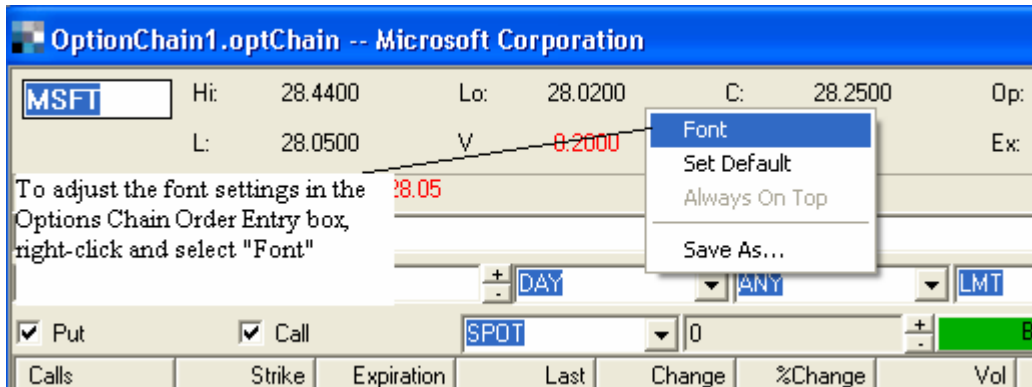 OptionChain1.optChain -- Microsoft Corporation
MSFT Hi: 28.4400 Lo: 28.0200 C: 28.2500 Op:
L: 28.0500 V 0.2000 Ex:
Font
Set Default
Always On Top
Save As...
To adjust the font settings in the
Options Chain Order Entry box,
right-click and select "Font"
28.05
+ - DAY ANY LMT
Put Call SPOT 0 + -
Calls Strike Expiration Last Change %Change Vol